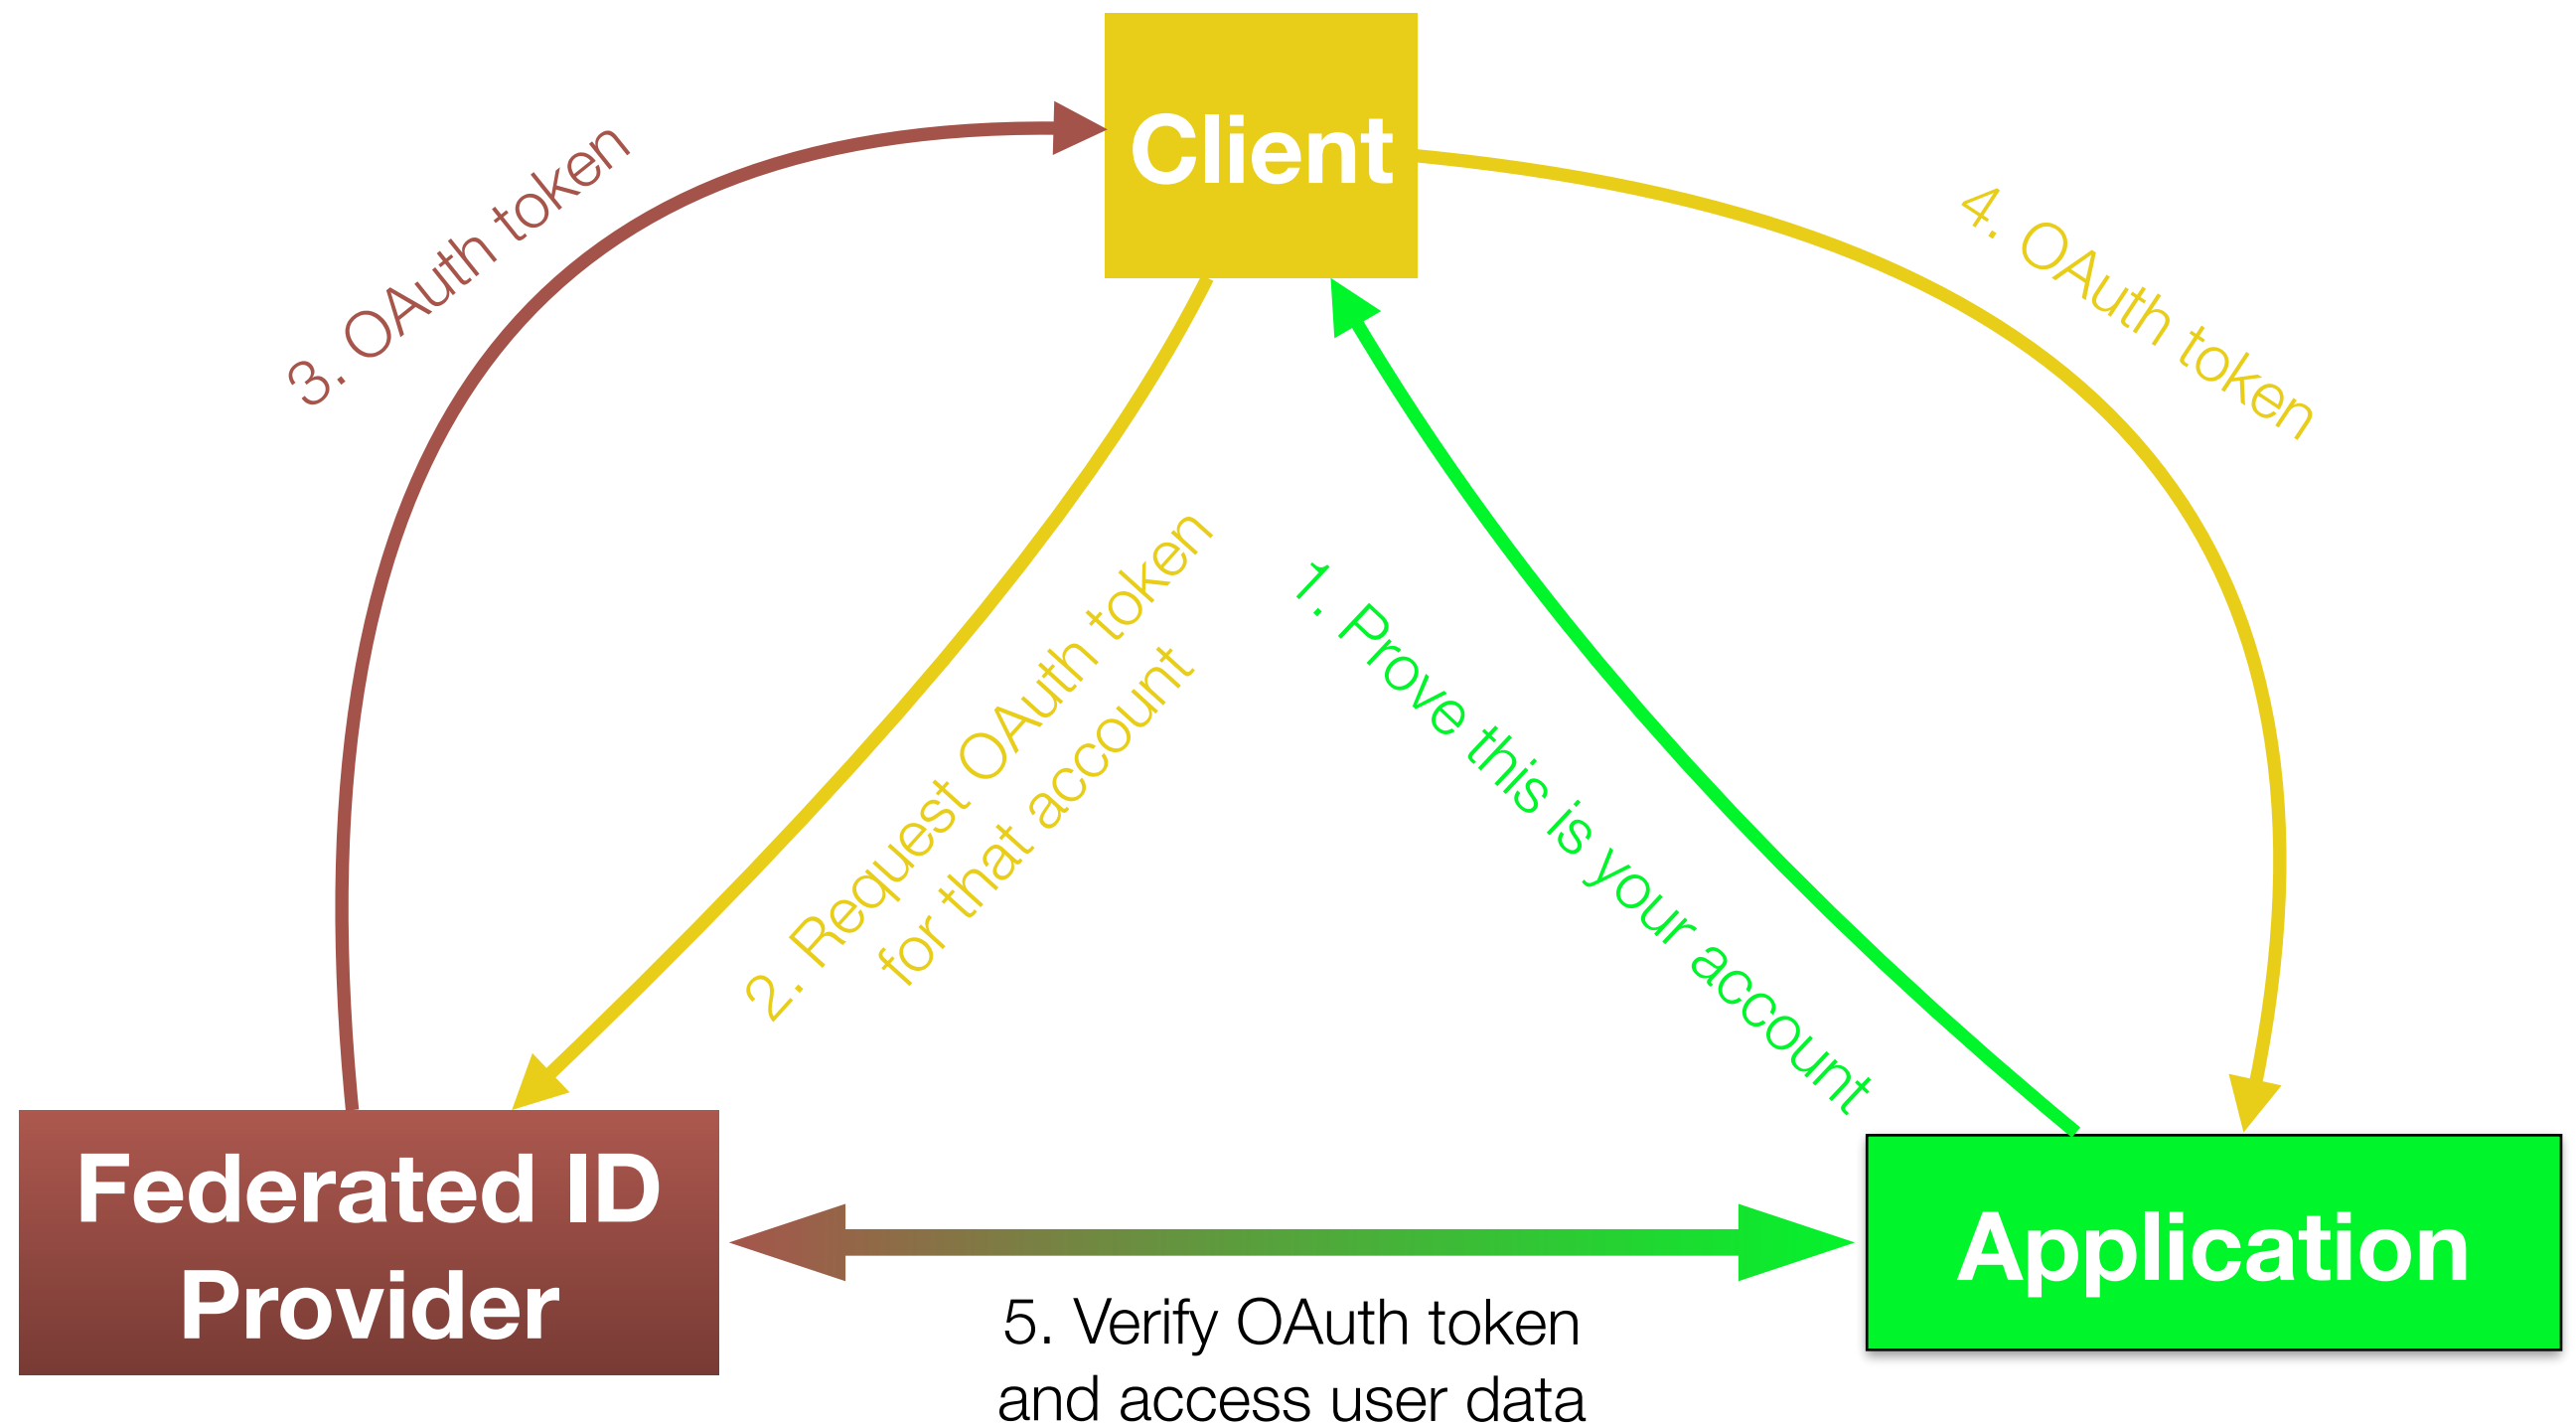 Client
3. OAuth token
4. OAuth token
2. Request OAuth token
for that account
1. Prove this is your account
Federated ID
Provider
Application
5. Verify OAuth token
and access user data